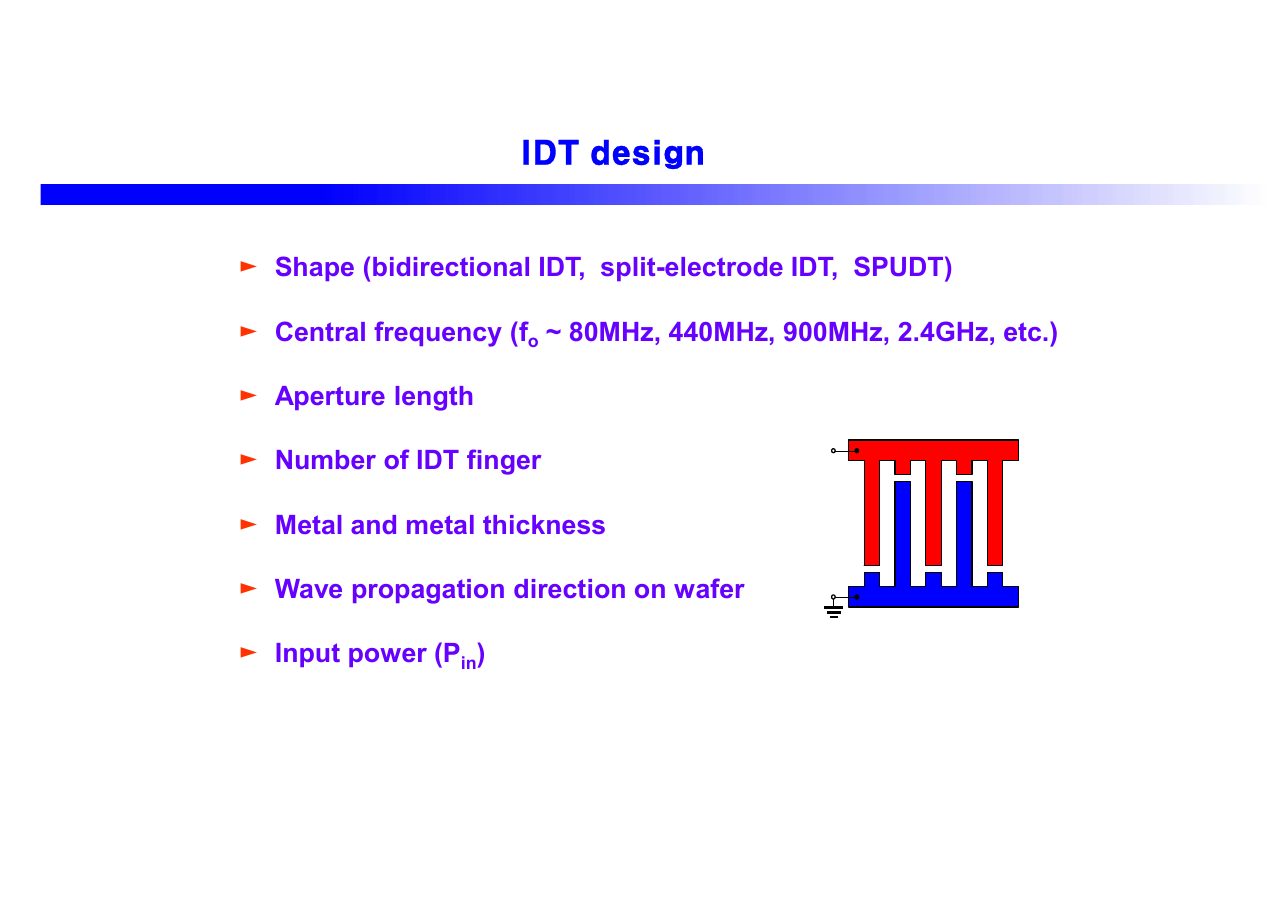 IDT design
► Shape (bidirectional IDT, split-electrode IDT, SPUDT)
► Central frequency (fo ~ 80MHz, 440MHz, 900MHz, 2.4GHz, etc.)
► Aperture length
► Number of IDT finger
► Metal and metal thickness
► Wave propagation direction on wafer
► Input power (Pin)